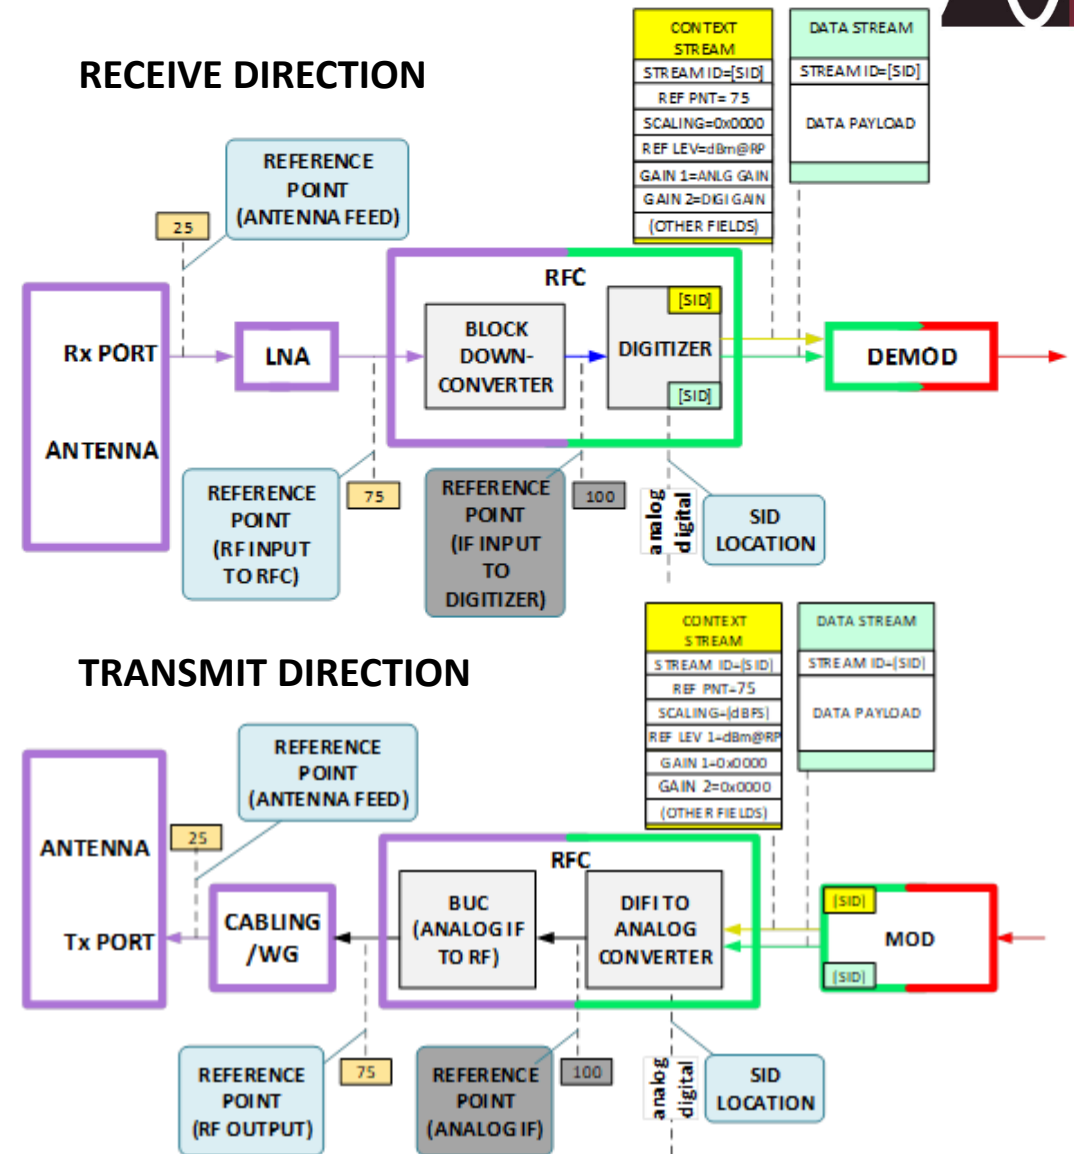 RECEIVE DIRECTION
CONTEXT
STREAM
STREAM ID=[SID]
REF PNT= 75
SCALING=0x0000
REF LEV=dBm@RP
GAIN 1=ANLG GAIN
GAIN 2=DIGI GAIN
(OTHER FIELDS)
DATA STREAM
STREAM ID=[SID]
DATA PAYLOAD
REFERENCE
POINT
(ANTENNA FEED)
25
RFC
Rx PORT
ANTENNA
LNA
BLOCK
DOWN-
CONVERTER
DIGITIZER
[SID]
[SID]
DEMOD
REFERENCE
POINT
(RF INPUT
TO RFC)
75
REFERENCE
POINT
(IF INPUT
TO
DIGITIZER)
100
analog
digital
SID
LOCATION
TRANSMIT DIRECTION
CONTEXT
STREAM
STREAM ID=(SID)
REF PNT=75
SCALING=(dBFS)
REF LEV 1=dBm@RP
GAIN 1=0x0000
GAIN 2=0x0000
(OTHER FIELDS)
DATA STREAM
STREAM ID=(SID)
DATA PAYLOAD
REFERENCE
POINT
(ANTENNA FEED)
25
RFC
ANTENNA
Tx PORT
CABLING
/WG
BUC
(ANALOG IF
TO RF)
DIFI TO
ANALOG
CONVERTER
(SID)
MOD
(SID)
REFERENCE
POINT
(RF OUTPUT)
75
REFERENCE
POINT
(ANALOG IF)
100
analog
digital
SID
LOCATION